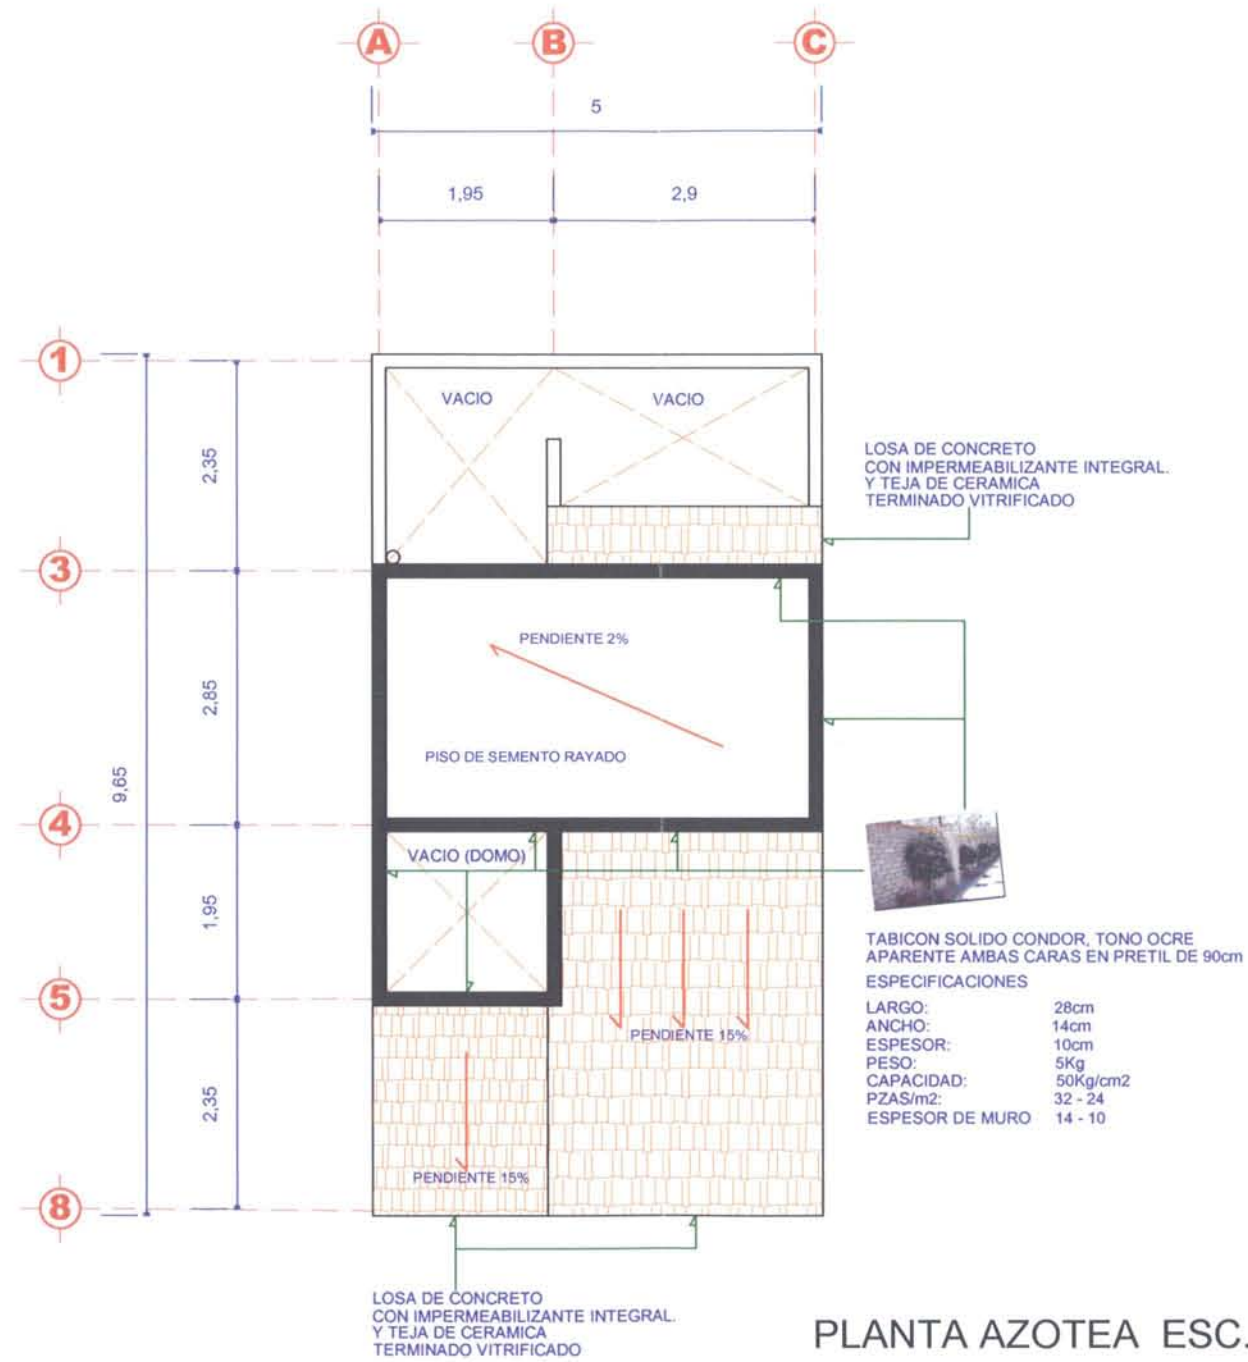 A
B
C
5
1,95
2,9
1
VACIO
VACIO
2,35
LOSA DE CONCRETO
CON IMPERMEABILIZANTE INTEGRAL.
Y TEJA DE CERAMICA
TERMINADO VITRIFICADO
3
PENDIENTE 2%
2,85
PISO DE SEMENTO RAYADO
9,65
4
VACIO (DOMO)
1,95
TABICON SOLIDO CONDOR, TONO OCRE
APARENTE AMBAS CARAS EN PRETIL DE 90cm
ESPECIFICACIONES
LARGO: 28cm
ANCHO: 14cm
ESPESOR: 10cm
PESO: 5Kg
CAPACIDAD: 50Kg/cm2
PZAS/m2: 32 - 24
ESPESOR DE MURO 14 - 10
5
PENDIENTE 15%
2,35
PENDIENTE 15%
8
LOSA DE CONCRETO
CON IMPERMEABILIZANTE INTEGRAL.
Y TEJA DE CERAMICA
TERMINADO VITRIFICADO
PLANTA AZOTEA ESC.